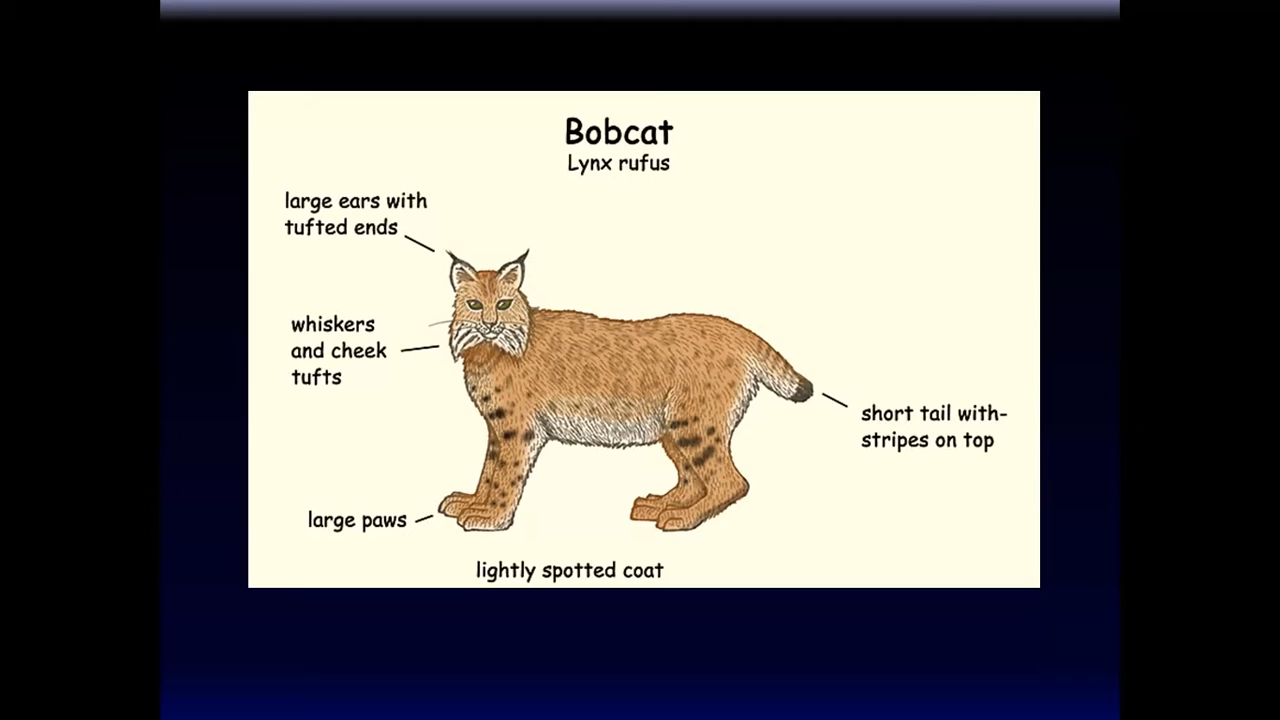 Bobcat
Lynx rufus
large ears with
tufted ends
whiskers
and cheek
tufts
short tail with-
stripes on top
large paws
lightly spotted coat